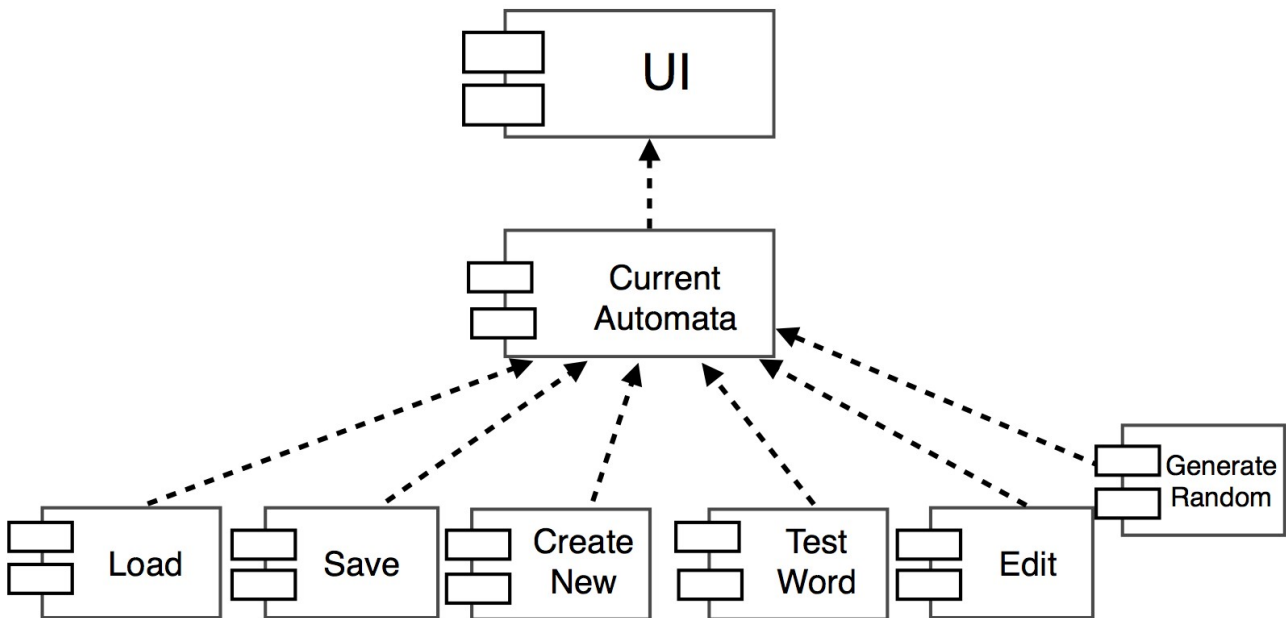 UI
Current
Automata
Generate
Random
Load
Save
Create
New
Test
Word
Edit